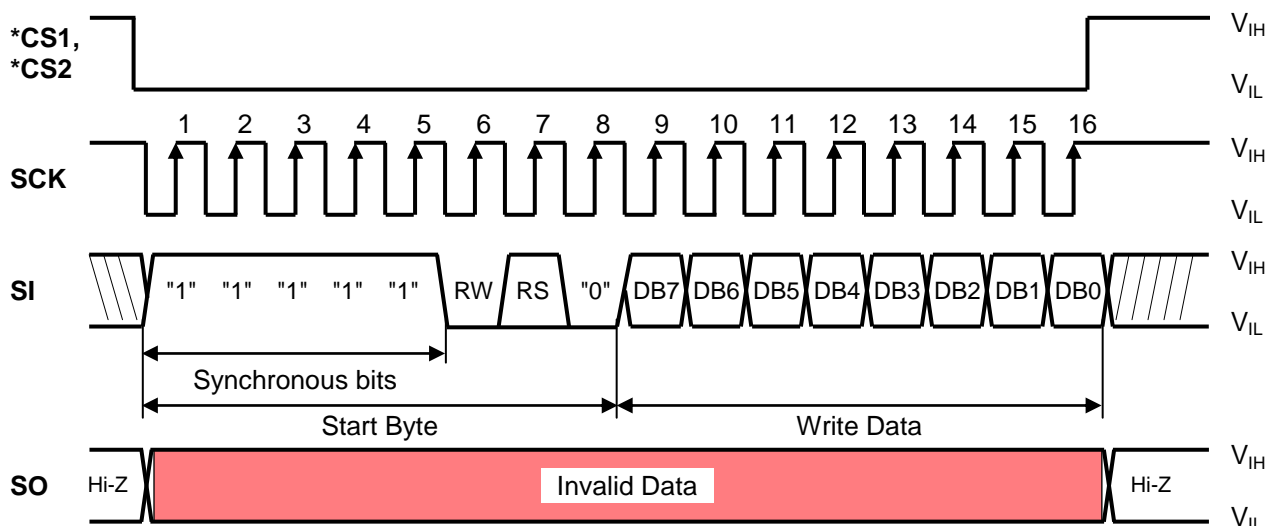 *CS1,
*CS2
V_IH
V_IL
1 2 3 4 5 6 7 8 9 10 11 12 13 14 15 16
SCK
V_IH
V_IL
SI
"1" "1" "1" "1" "1" RW RS "0" DB7 DB6 DB5 DB4 DB3 DB2 DB1 DB0
V_IH
V_IL
Synchronous bits
Start Byte Write Data
SO
Hi-Z Invalid Data Hi-Z
V_IH
V_IL